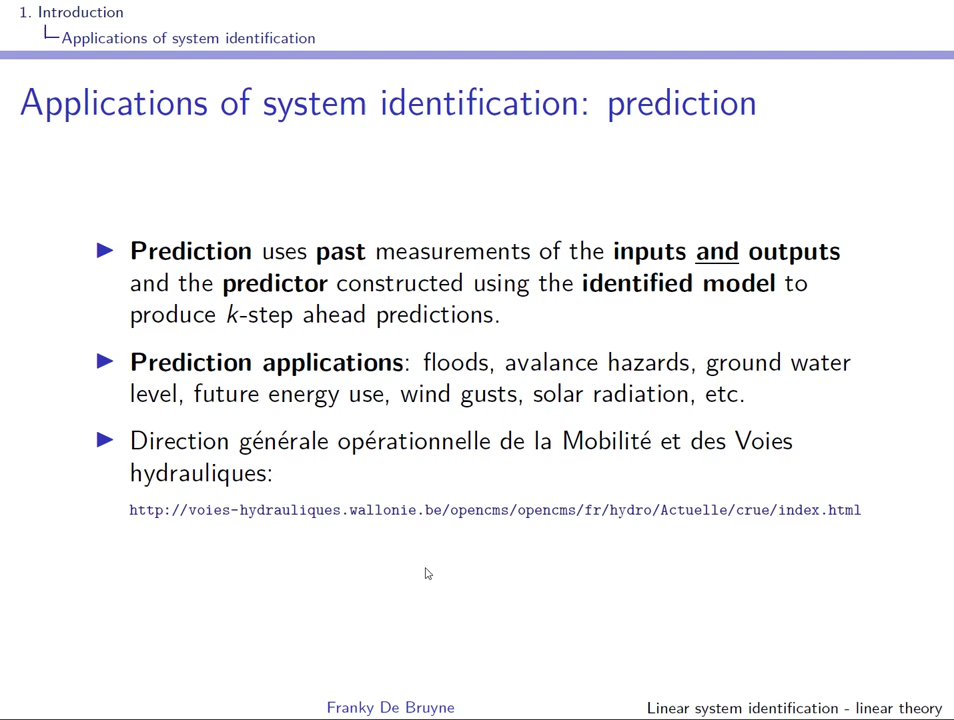 1. Introduction
Applications of system identification
Applications of system identification: prediction
Prediction uses past measurements of the inputs and outputs
and the predictor constructed using the identified model to
produce k-step ahead predictions.
Prediction applications: floods, avalance hazards, ground water
level, future energy use, wind gusts, solar radiation, etc.
Direction générale opérationnelle de la Mobilité et des Voies
hydrauliques:
http://voies-hydrauliques.wallonie.be/opencms/opencms/fr/hydro/Actuelle/crue/index.html
Franky De Bruyne
Linear system identification - linear theory